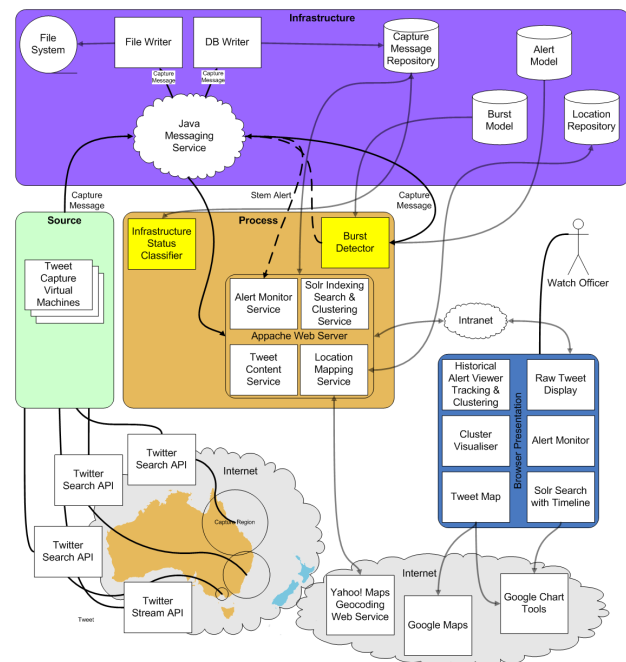 Infrastructure
File
System
File Writer
DB Writer
Capture
Message
Repository
Alert
Model
Capture
Message
Capture
Message
Java
Messaging
Service
Burst
Model
Location
Repository
Capture
Message
Stem Alert
Capture
Message
Source
Process
Infrastructure
Status
Classifier
Burst
Detector
Watch Officer
Tweet
Capture
Virtual
Machines
Alert Monitor
Service
Solr Indexing
Search &
Clustering
Service
Intranet
Appache Web Server
Tweet
Content
Service
Location
Mapping
Service
Historical
Alert Viewer
Tracking &
Clustering
Raw Tweet
Display
Cluster
Visualiser
Alert Monitor
Browser Presentation
Tweet Map
Solr Search
with Timeline
Twitter
Search API
Internet
Twitter
Search API
Capture Region
Twitter
Search API
Twitter
Stream API
Tweet
Internet
Yahoo! Maps
Geocoding
Web Service
Google Maps
Google Chart
Tools